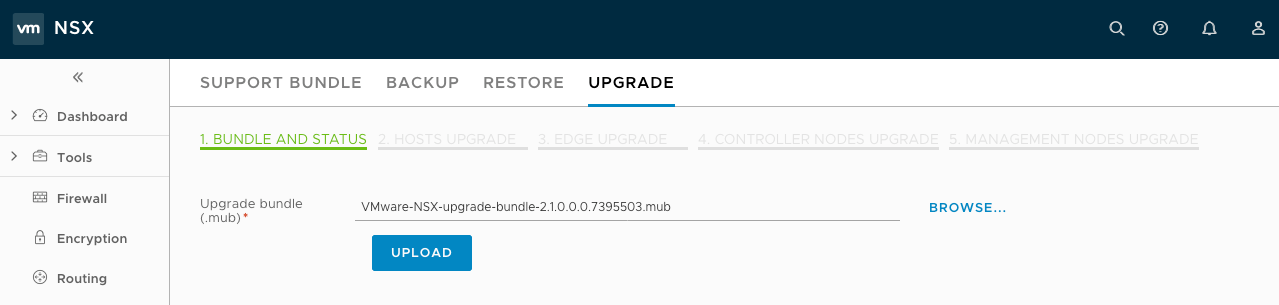 vm NSX
SUPPORT BUNDLE BACKUP RESTORE UPGRADE
Dashboard
1. BUNDLE AND STATUS 2. HOSTS UPGRADE 3. EDGE UPGRADE 4. CONTROLLER NODES UPGRADE 5. MANAGEMENT NODES UPGRADE
Tools
Firewall
Upgrade bundle
(.mub)*
VMware-NSX-upgrade-bundle-2.1.0.0.0.7395503.mub
BROWSE...
Encryption
UPLOAD
Routing